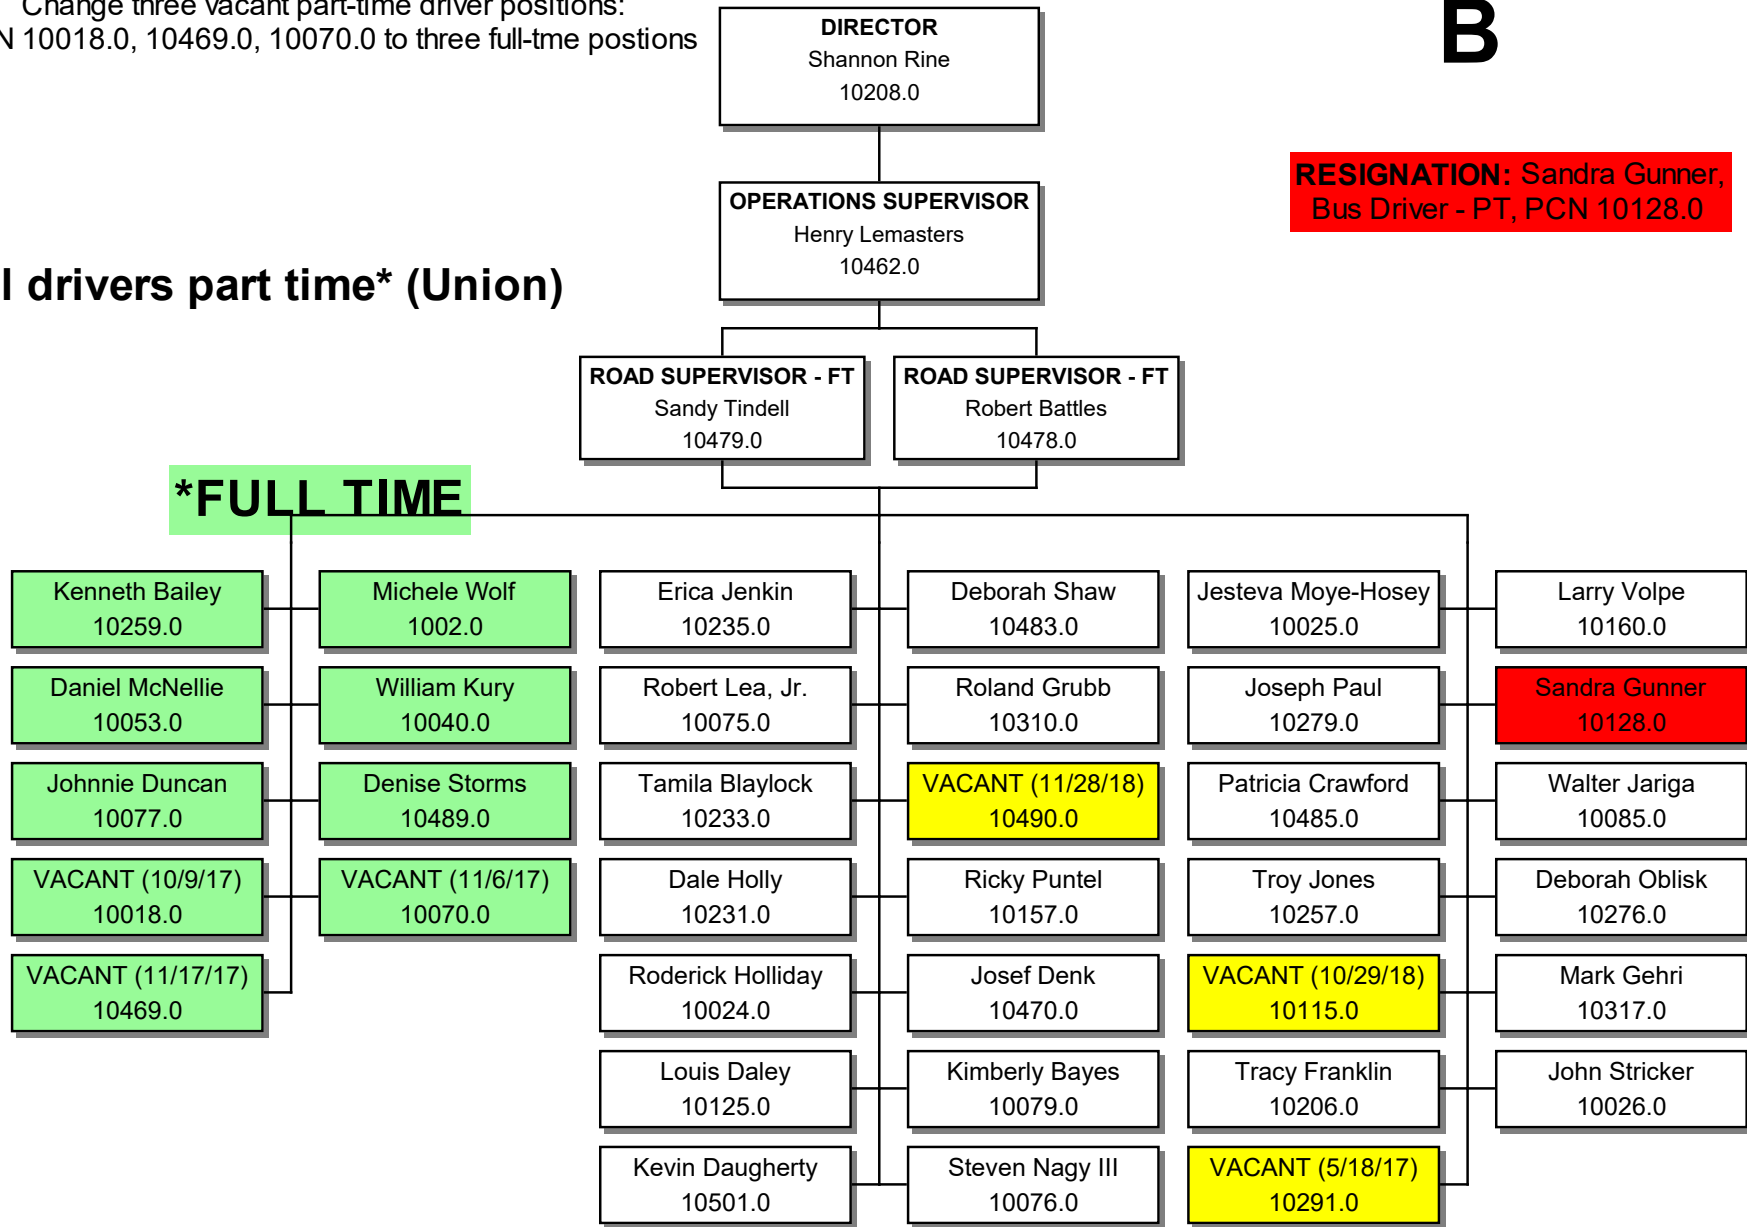 Change three vacant part-time driver positions:
N 10018.0, 10469.0, 10070.0 to three full-tme postions
B
DIRECTOR
Shannon Rine
10208.0
RESIGNATION: Sandra Gunner,
Bus Driver - PT, PCN 10128.0
OPERATIONS SUPERVISOR
Henry Lemasters
10462.0
l drivers part time* (Union)
ROAD SUPERVISOR - FT
Sandy Tindell
10479.0
ROAD SUPERVISOR - FT
Robert Battles
10478.0
*FULL TIME
Kenneth Bailey
10259.0
Michele Wolf
1002.0
Erica Jenkin
10235.0
Deborah Shaw
10483.0
Jesteva Moye-Hosey
10025.0
Larry Volpe
10160.0
Daniel McNellie
10053.0
William Kury
10040.0
Robert Lea, Jr.
10075.0
Roland Grubb
10310.0
Joseph Paul
10279.0
Sandra Gunner
10128.0
Johnnie Duncan
10077.0
Denise Storms
10489.0
Tamila Blaylock
10233.0
VACANT (11/28/18)
10490.0
Patricia Crawford
10485.0
Walter Jariga
10085.0
VACANT (10/9/17)
10018.0
VACANT (11/6/17)
10070.0
Dale Holly
10231.0
Ricky Puntel
10157.0
Troy Jones
10257.0
Deborah Oblisk
10276.0
VACANT (11/17/17)
10469.0
Roderick Holliday
10024.0
Josef Denk
10470.0
VACANT (10/29/18)
10115.0
Mark Gehri
10317.0
Louis Daley
10125.0
Kimberly Bayes
10079.0
Tracy Franklin
10206.0
John Stricker
10026.0
Kevin Daugherty
10501.0
Steven Nagy III
10076.0
VACANT (5/18/17)
10291.0